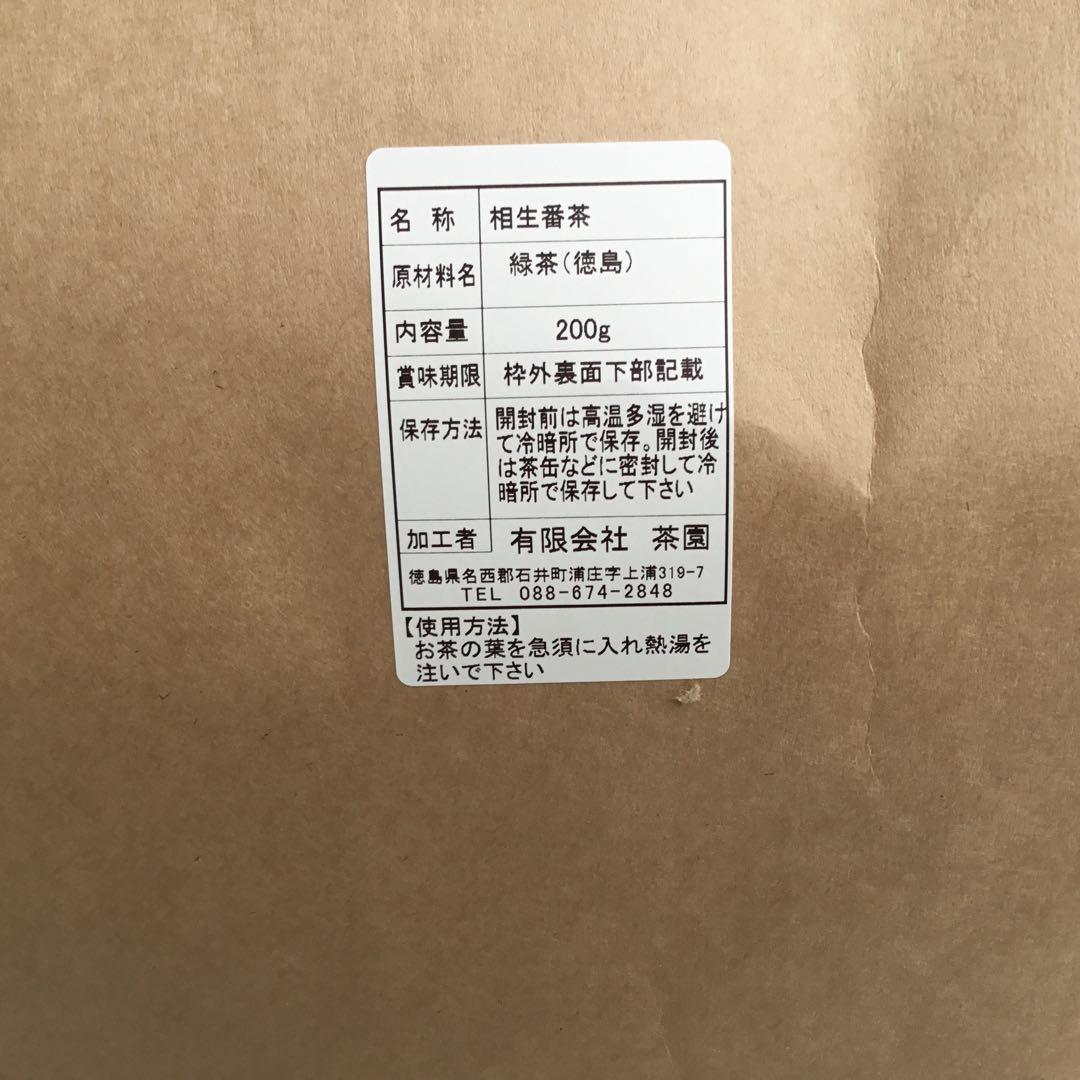 名 称 相生番茶
原材料名 緑茶(徳島)
内容量 200g
賞味期限 枠外裏面下部記載
保存方法 開封前は高温多湿を避け
て冷暗所で保存。開封後
は茶缶などに密封して冷
暗所で保存して下さい
加工者 有限会社 茶園
徳島県名西郡石井町浦庄字上浦319-7
TEL 088-674-2848
【使用方法】
お茶の葉を急須に入れ熱湯を
注いで下さい